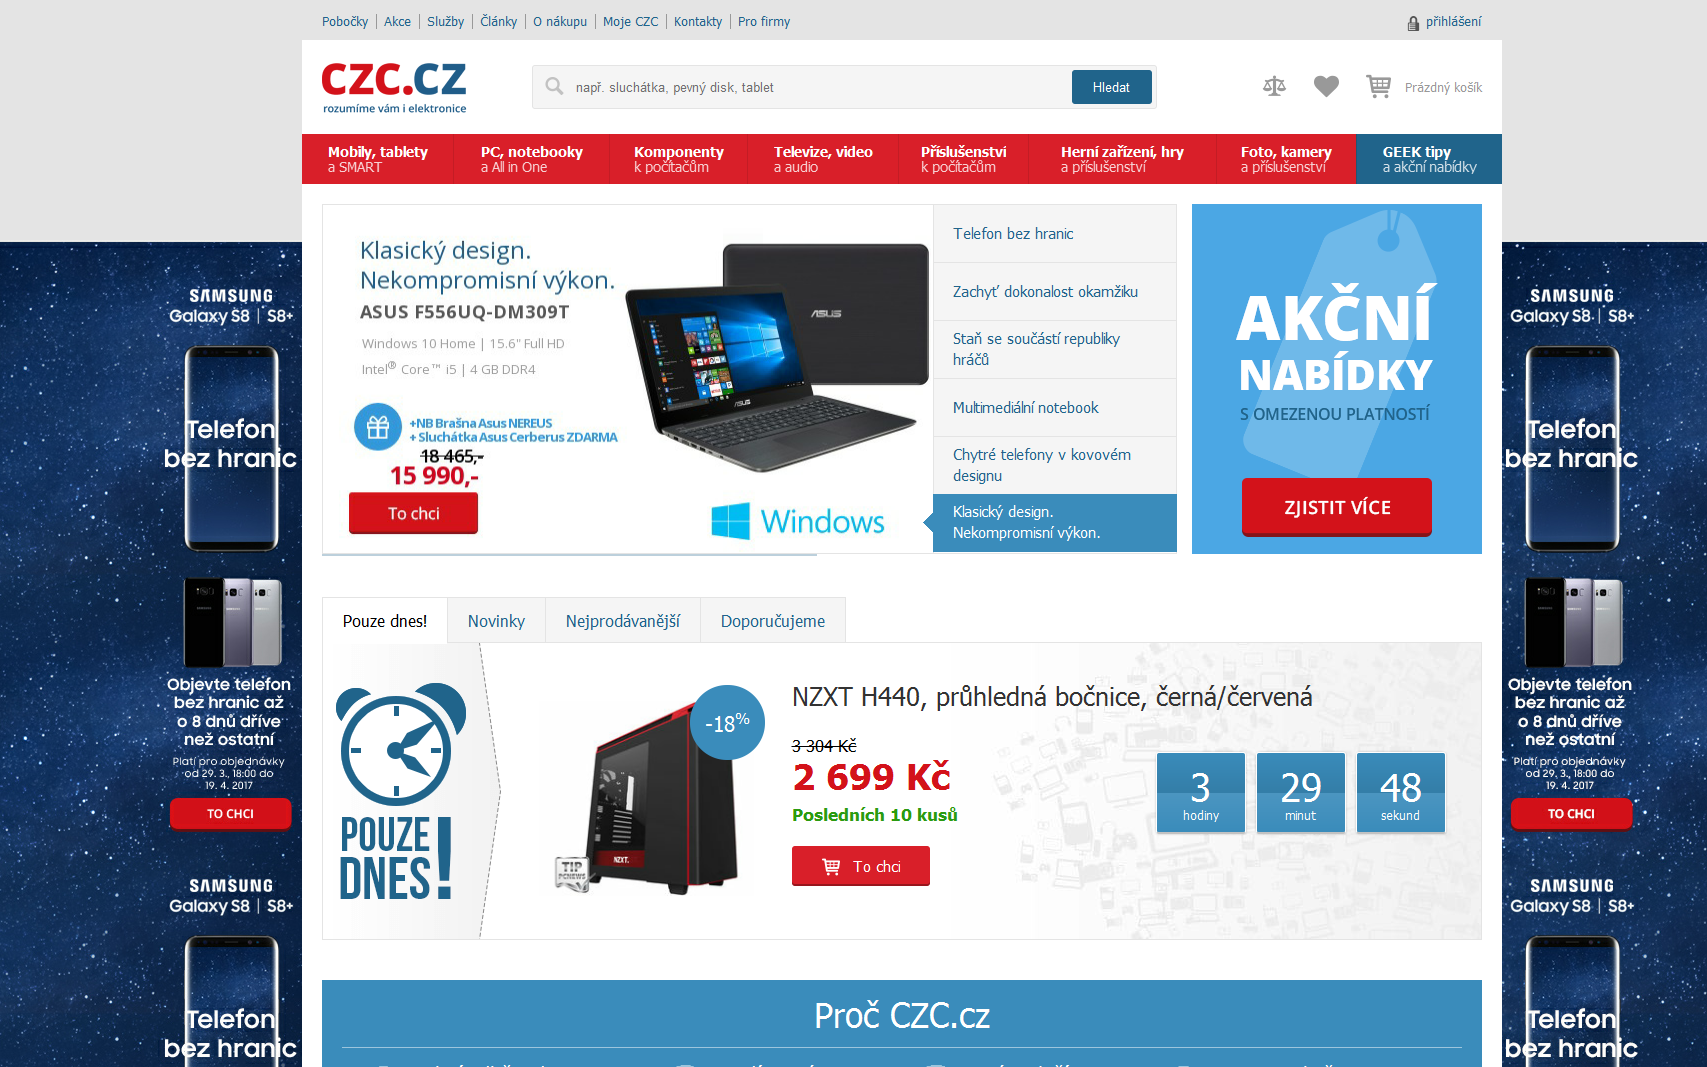 Pobočky
Akce
Služby
Články
O nákupu
Moje CZC
Kontakty
Pro firmy
přihlášení
CZC.CZ
rozumíme vám i elektronice
např. sluchátka, pevný disk, tablet
Hledat
Prázdný košík
Mobily, tablety
a SMART
PC, notebooky
a All in One
Komponenty
k počítačům
Televize, video
a audio
Příslušenství
k počítačům
Herní zařízení, hry
a příslušenství
Foto, kamery
a příslušenství
GEEK tipy
a akční nabídky
Klasický design.
Nekompromisní výkon.
ASUS F556UQ-DM309T
Windows 10 Home | 15.6" Full HD
Intel® Core™ i5 | 4 GB DDR4
+NB Brašna Asus NEREUS
+ Sluchátka Asus Cerberus ZDARMA
18 465,-
15 990,-
To chci
ASUS
ASUS
Windows
Telefon bez hranic
Zachyť dokonalost okamžiku
Staň se součástí republiky
hráčů
Multimediální notebook
Chytré telefony v kovovém
designu
Klasický design.
Nekompromisní výkon.
AKČNÍ
NABÍDKY
S OMEZENOU PLATNOSTÍ
ZJISTIT VÍCE
SAMSUNG
Galaxy S8 | S8+
Telefon
bez hranic
Objevte telefon
bez hranic až
o 8 dnů dříve
než ostatní
Platí pro objednávky
od 29. 3., 18:00 do
19. 4. 2017
TO CHCI
SAMSUNG
Galaxy S8 | S8+
Telefon
bez hranic
SAMSUNG
Galaxy S8 | S8+
Telefon
bez hranic
Objevte telefon
bez hranic až
o 8 dnů dříve
než ostatní
Platí pro objednávky
od 29. 3., 18:00 do
19. 4. 2017
TO CHCI
SAMSUNG
Galaxy S8 | S8+
Telefon
bez hranic
Pouze dnes!
Novinky
Nejprodávanější
Doporučujeme
POUZE
DNES!
-18%
NZXT.
TIP
PCNEWS
NZXT H440, průhledná bočnice, černá/červená
3 304 Kč
2 699 Kč
Posledních 10 kusů
To chci
3
hodiny
29
minut
48
sekund
Proč CZC.cz